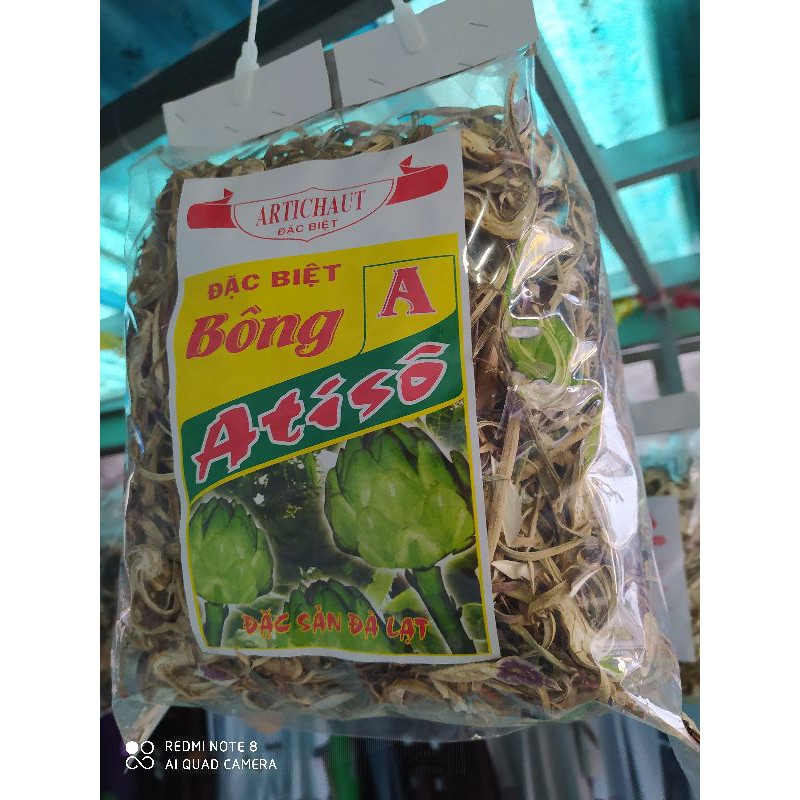 ARTICHAUT
ĐẶC BIỆT
ĐẶC BIỆT
Bông
A
Atisô
ĐẶC SẢN ĐÀ LẠT
REDMI NOTE 8
AI QUAD CAMERA